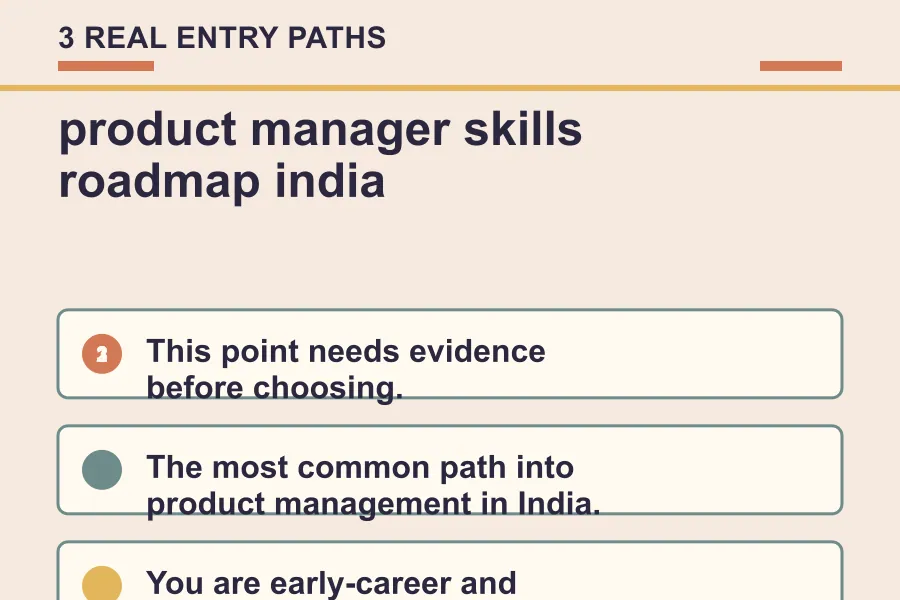 3 REAL ENTRY PATHS
product manager skills
roadmap india
This point needs evidence
before choosing.
The most common path into
product management in India.
You are early-career and